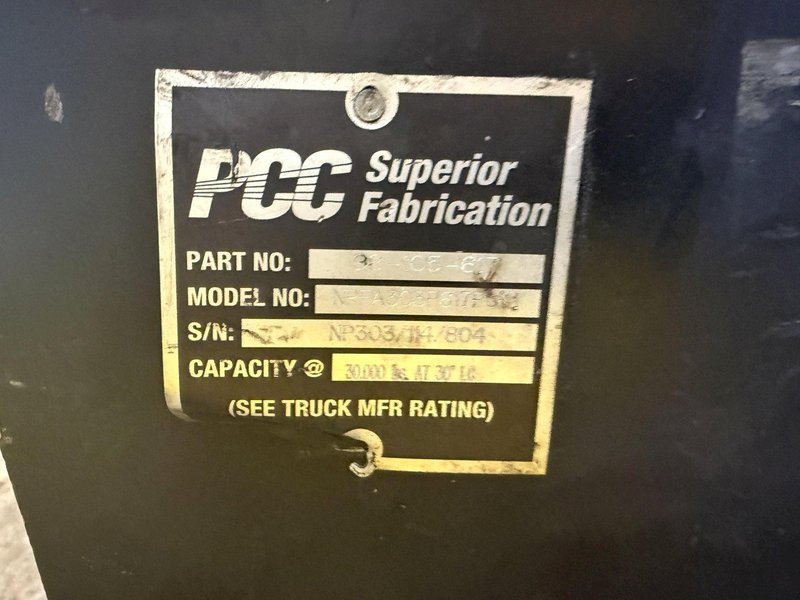 PCC Superior Fabrication
PART NO:
MODEL NO:
S/N: NP303/114/804
CAPACITY @ 30,000 lbs. AT 30" LC
(SEE TRUCK MFR RATING)